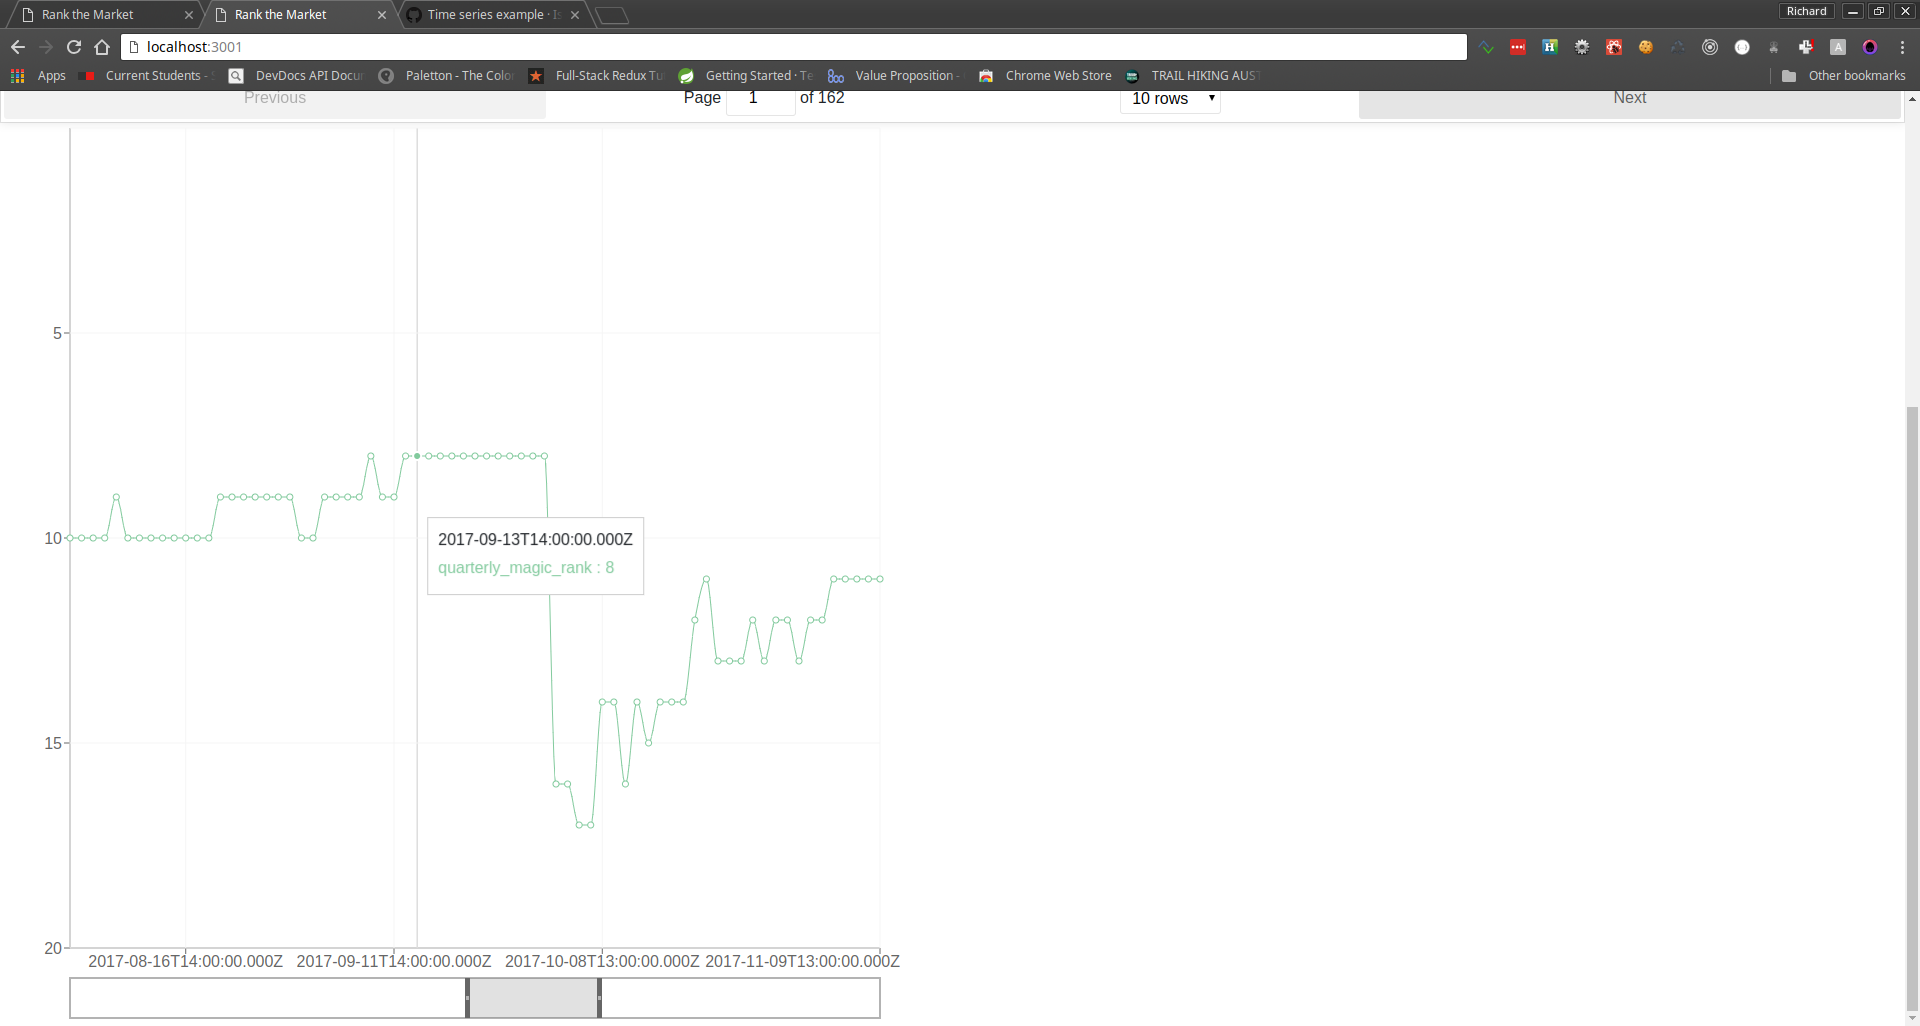 Rank the Market
Rank the Market
Time series example ·
Richard
localhost:3001
Apps
Current Students -
DevDocs API Docu
Paletton - The Color
Full-Stack Redux Tu
Getting Started · Te
Value Proposition -
Chrome Web Store
TRAIL HIKING AUST
Other bookmarks
Previous
Page 1 of 162
10 rows
Next
5
10
15
20
2017-09-13T14:00:00.000Z
quarterly_magic_rank : 8
2017-08-16T14:00:00.000Z 2017-09-11T14:00:00.000Z 2017-10-08T13:00:00.000Z 2017-11-09T13:00:00.000Z